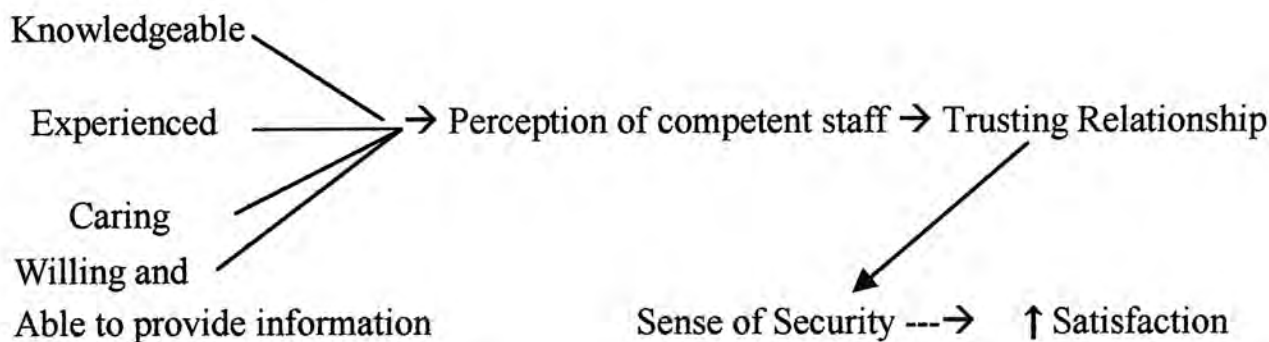 Knowledgeable
Experienced → Perception of competent staff → Trusting Relationship
Caring
Willing and
Able to provide information
Sense of Security ---→ ↑ Satisfaction